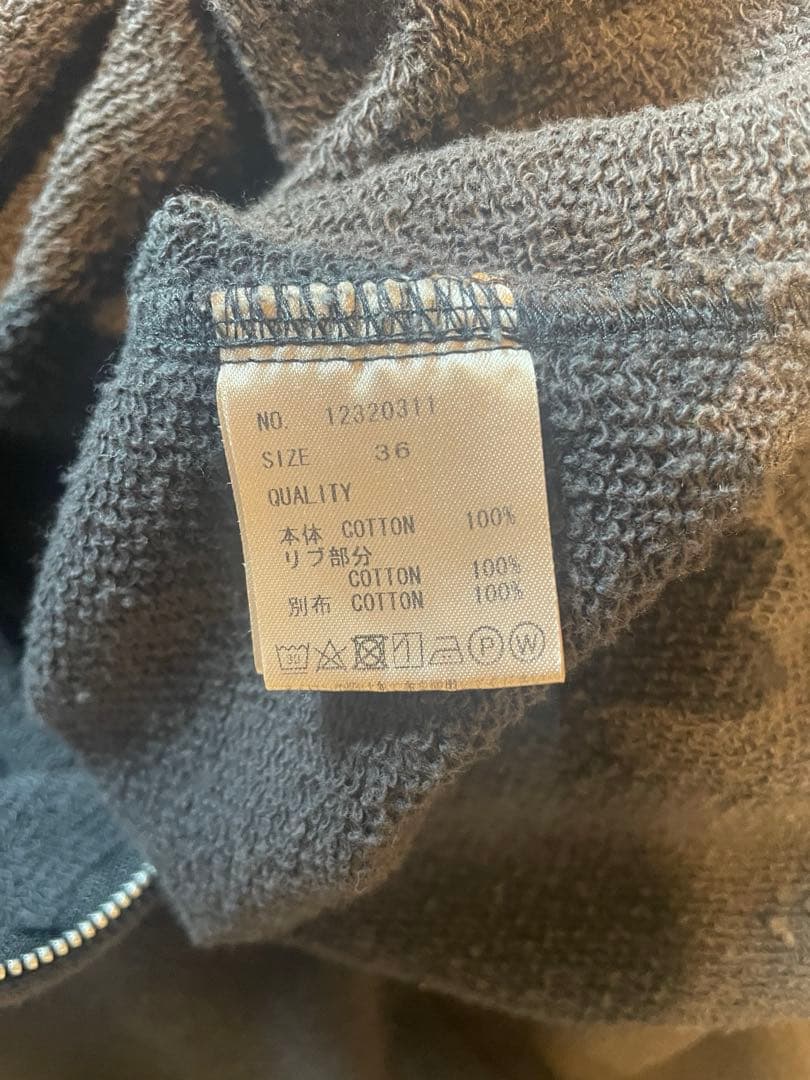 NO. 12320311
SIZE 36
QUALITY
本体 COTTON 100%
リブ部分
COTTON 100%
別布 COTTON 100%
30 P W